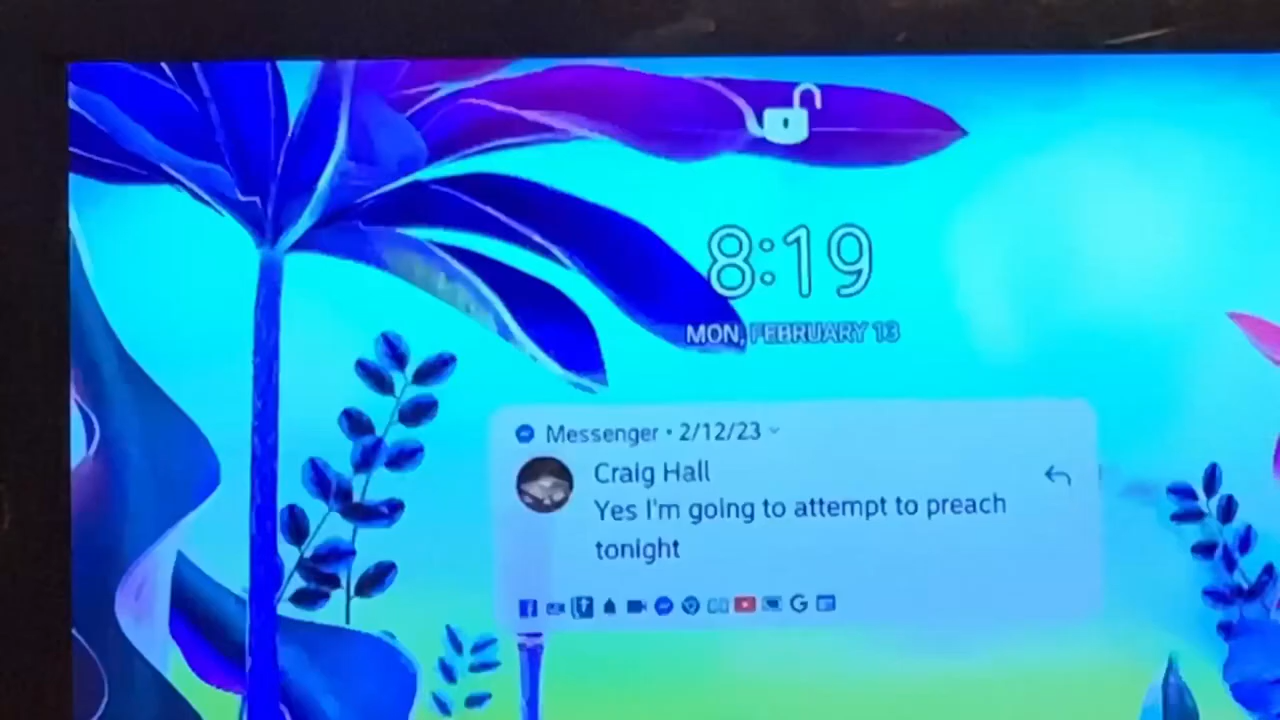 8:19
MON, FEBRUARY 13
Messenger • 2/12/23
Craig Hall
Yes I'm going to attempt to preach
tonight